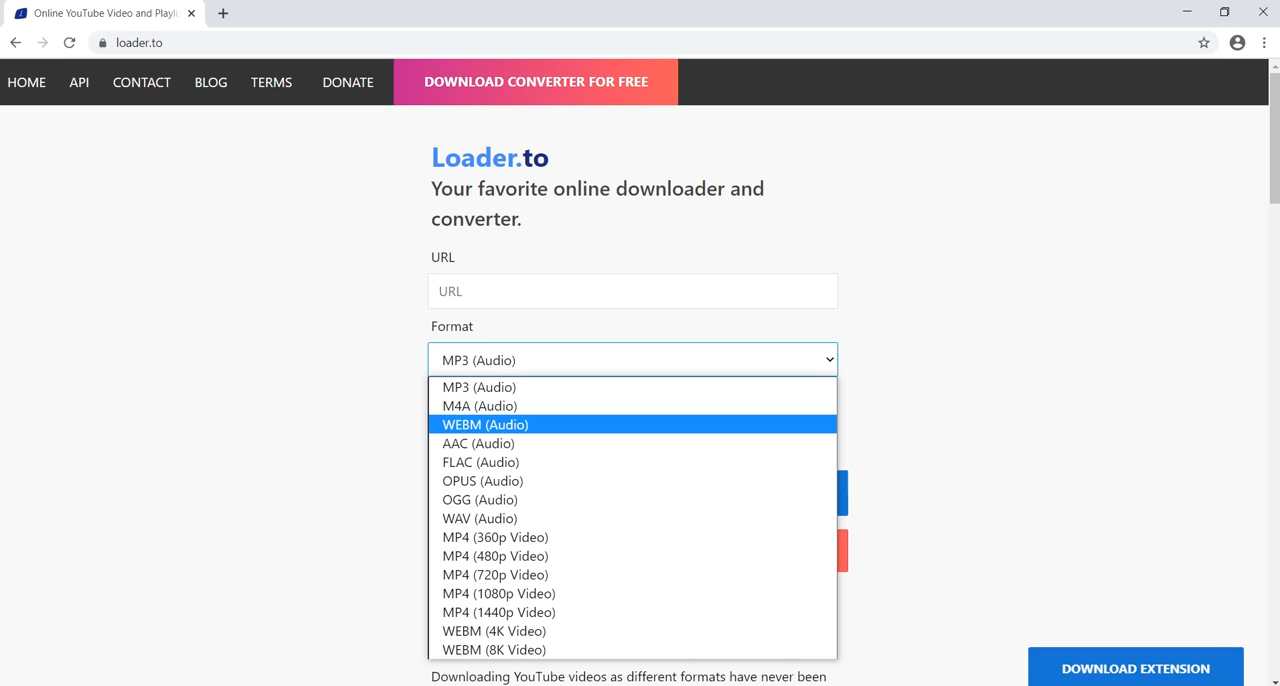 Online YouTube Video and Playli
loader.to
HOME API CONTACT BLOG TERMS DONATE DOWNLOAD CONVERTER FOR FREE
Loader.to
Your favorite online downloader and
converter.
URL
URL
Format
MP3 (Audio)
MP3 (Audio)
M4A (Audio)
WEBM (Audio)
AAC (Audio)
FLAC (Audio)
OPUS (Audio)
OGG (Audio)
WAV (Audio)
MP4 (360p Video)
MP4 (480p Video)
MP4 (720p Video)
MP4 (1080p Video)
MP4 (1440p Video)
WEBM (4K Video)
WEBM (8K Video)
DOWNLOAD EXTENSION
Downloading YouTube videos as different formats have never been